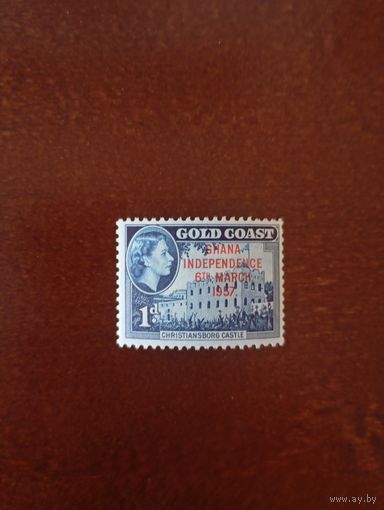 GOLD COAST
GHANA
INDEPENDENCE
6TH MARCH
1957.
1d
CHRISTIANSBORG CASTLE
www.ay.by